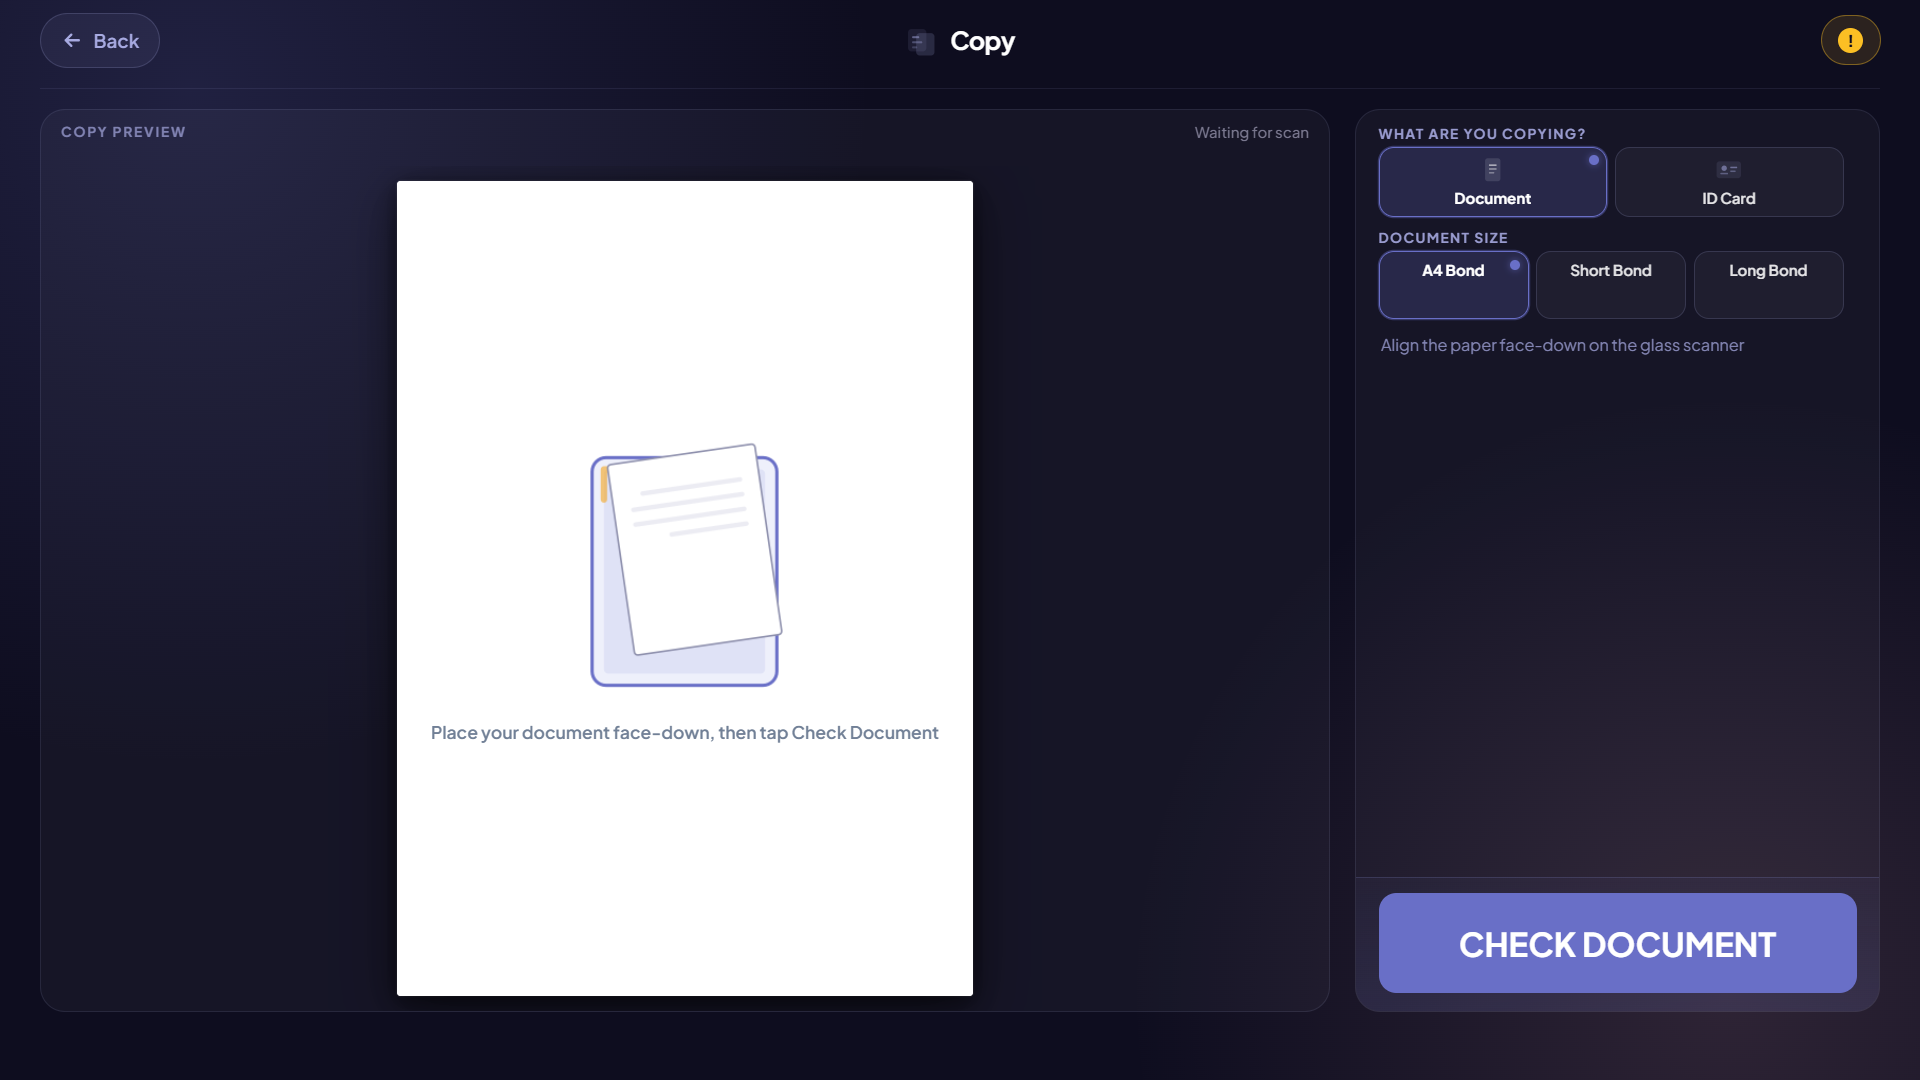 Back
Copy
!
COPY PREVIEW
Waiting for scan
Place your document face-down, then tap Check Document
WHAT ARE YOU COPYING?
Document
ID Card
DOCUMENT SIZE
A4 Bond
Short Bond
Long Bond
Align the paper face-down on the glass scanner
CHECK DOCUMENT